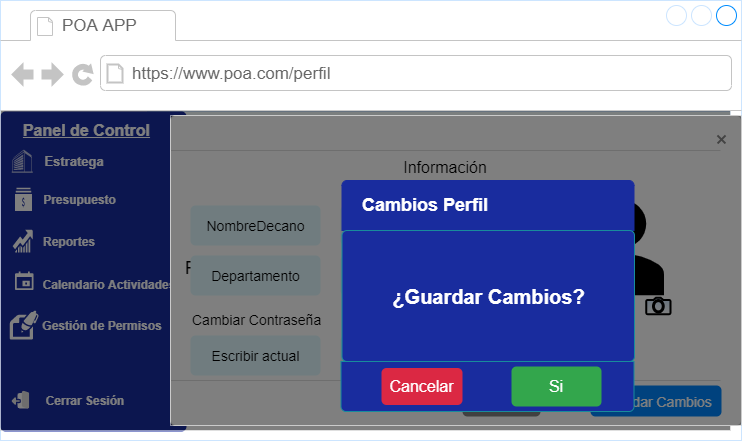 POA APP
https://www.poa.com/perfil
Panel de Control
Estratega
Presupuesto
Reportes
Calendario Actividades
Gestión de Permisos
Cerrar Sesión
×
Información
NombreDecano
Departamento
Cambiar Contraseña
Escribir actual
Cambios Perfil
¿Guardar Cambios?
Cancelar
Si
dar Cambios